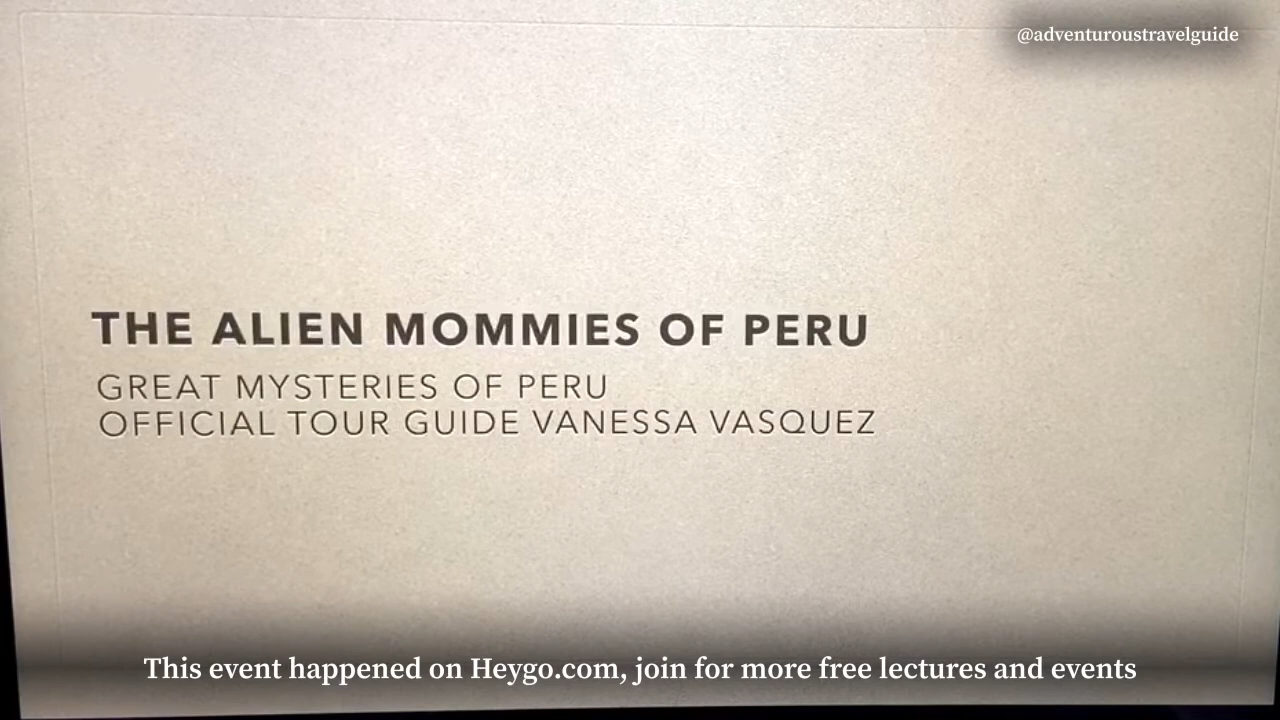 @adventuroustravelguide
THE ALIEN MOMMIES OF PERU
GREAT MYSTERIES OF PERU
OFFICIAL TOUR GUIDE VANESSA VASQUEZ
This event happened on Heygo.com, join for more free lectures and events